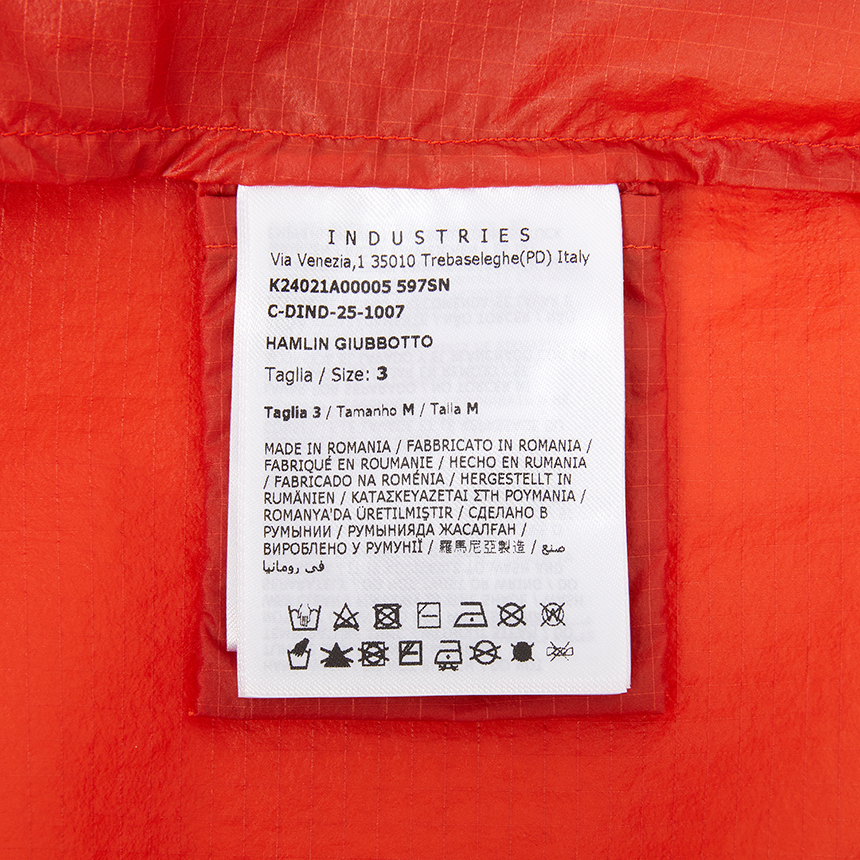 INDUSTRIES
Via Venezia,1 35010 Trebaseleghe(PD) Italy
K24021A00005 597SN
C-DIND-25-1007
HAMLIN GIUBBOTTO
Taglia / Size: 3
Taglia 3 / Tamanho M / Talla M
MADE IN ROMANIA / FABBRICATO IN ROMANIA /
FABRIQUÉ EN ROUMANIE / HECHO EN RUMANIA
/ FABRICADO NA ROMÉNIA / HERGESTELLT IN
RUMÄNIEN / ΚΑΤΑΣΚΕΥΑΖΕΤΑΙ ΣΤΗ ΡΟΥΜΑΝΙΑ /
ROMANYA'DA ÜRETILMIŞTIR / СДЕЛАНО В
РУМЫНИИ / РУМЫНИЯДА ЖАСАЛҒАН /
ВИРОБЛЕНО У РУМУНІЇ / 羅馬尼亞製造 / صنع
في رومانيا